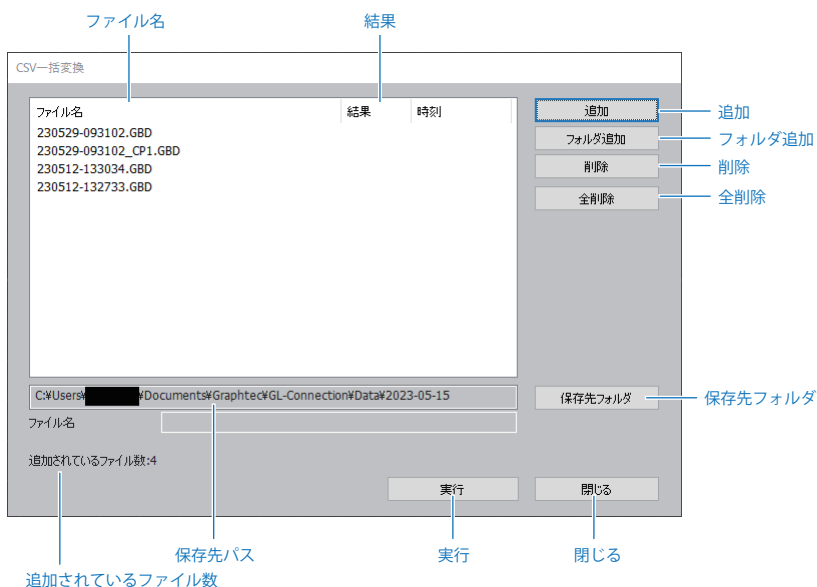 ファイル名 結果
CSV一括変換
ファイル名 結果 時刻
230529-093102.GBD
230529-093102_CP1.GBD
230512-133034.GBD
230512-132733.GBD
追加 追加
フォルダ追加 フォルダ追加
削除 削除
全削除 全削除
C:¥Users¥ ¥Documents¥Graphtec¥GL-Connection¥Data¥2023-05-15
保存先フォルダ 保存先フォルダ
ファイル名
追加されているファイル数:4
実行 閉じる
保存先パス 実行 閉じる
追加されているファイル数